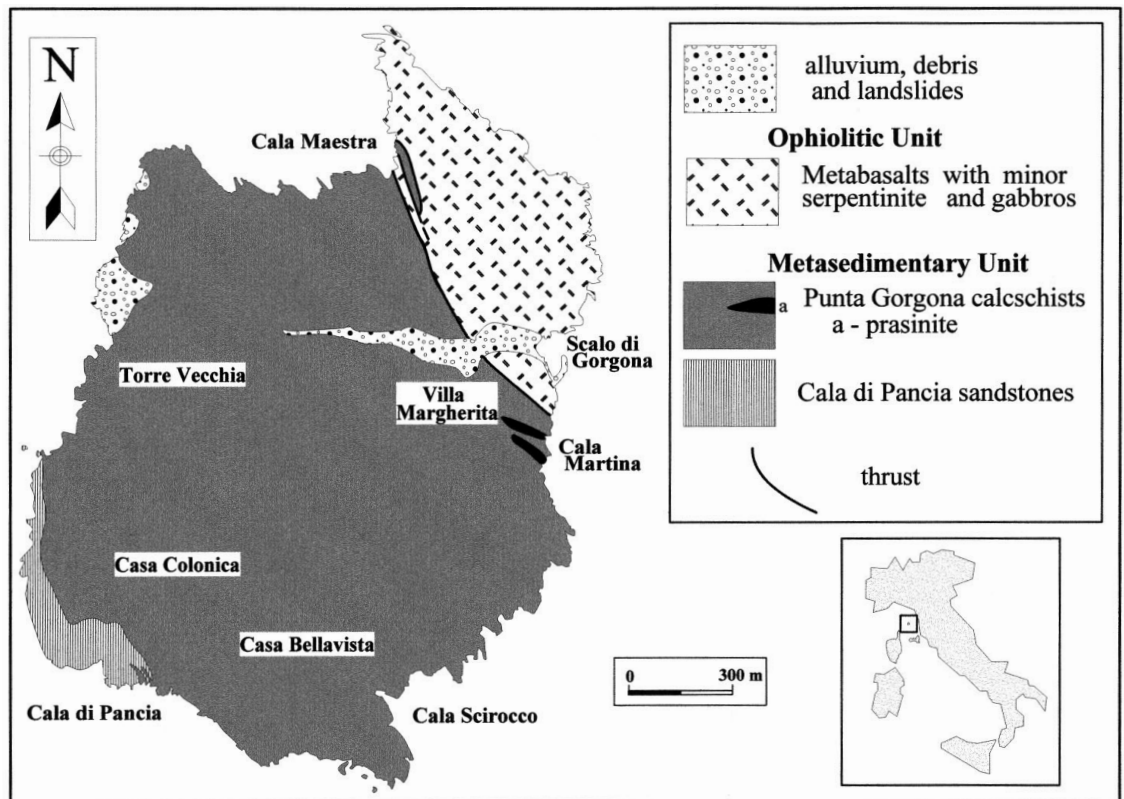 N
Cala Maestra
Torre Vecchia
Scalo di
Gorgona
Villa
Margherita
Cala
Martina
Casa Colonica
Casa Bellavista
Cala di Pancia
Cala Scirocco
0 300 m
alluvium, debris
and landslides
Ophiolitic Unit
Metabasalts with minor
serpentinite and gabbros
Metasedimentary Unit
a Punta Gorgona calcschists
a - prasinite
Cala di Pancia sandstones
thrust